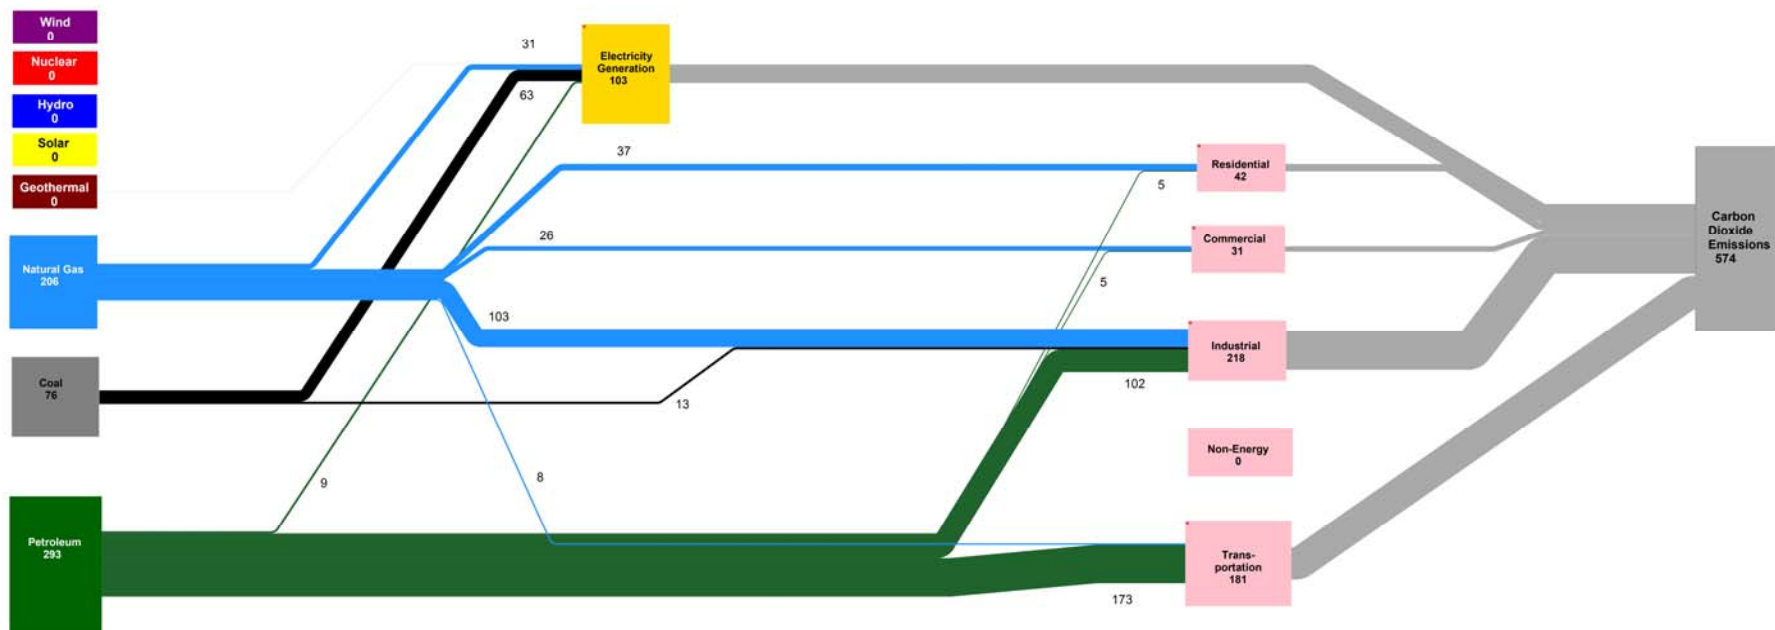 Wind
0
Nuclear
0
Hydro
0
Solar
0
Geothermal
0
Natural Gas
206
Coal
76
Petroleum
293
31
63
Electricity
Generation
103
37
26
103
13
9
8
5
5
102
173
Residential
42
Commercial
31
Industrial
218
Non-Energy
0
Trans-
portation
181
Carbon
Dioxide
Emissions
574